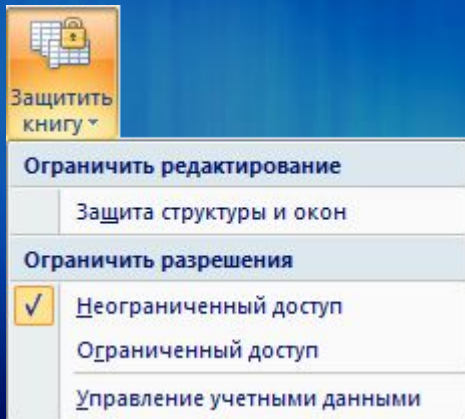 Защитить
книгу
Ограничить редактирование
Защита структуры и окон
Ограничить разрешения
Неограниченный доступ
Ограниченный доступ
Управление учетными данными